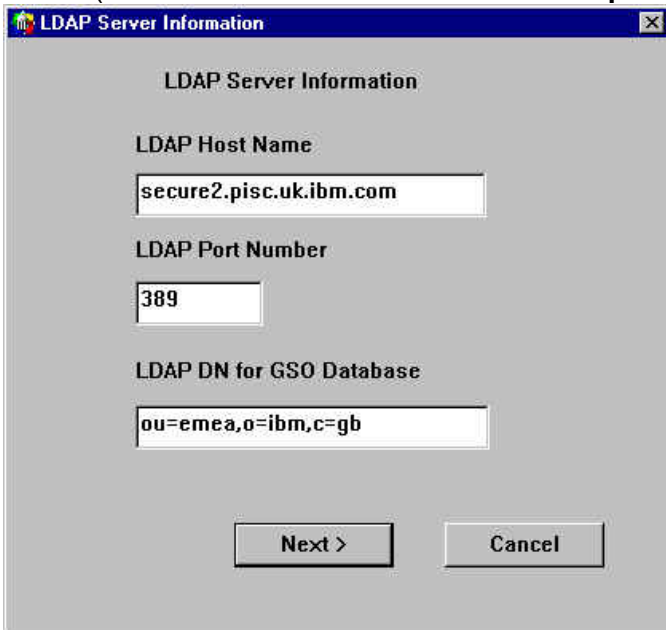 LDAP Server Information
LDAP Server Information
LDAP Host Name
secure2.pisc.uk.ibm.com
LDAP Port Number
389
LDAP DN for GSO Database
ou=emea,o=ibm,c=gb
Next > Cancel